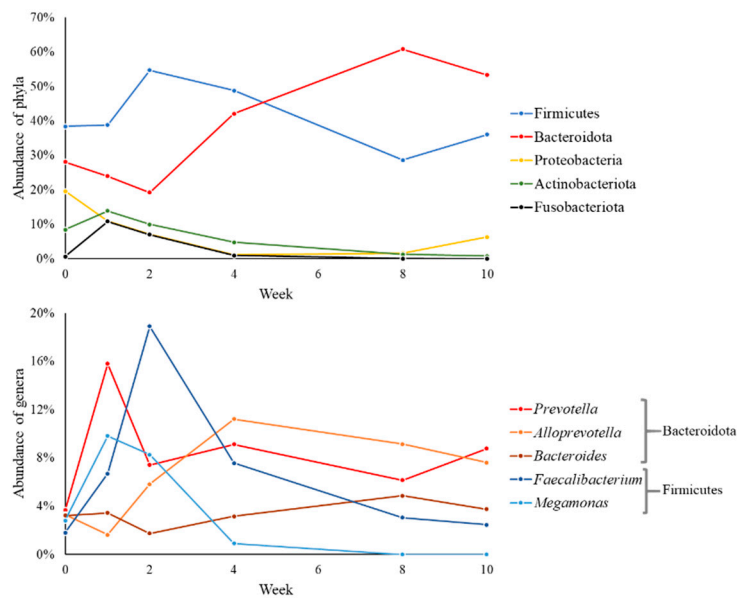 Abundance of phyla
70%
60%
50%
40%
30%
20%
10%
0%
0
2
4
6
8
10
Week
Firmicutes
Bacteroidota
Proteobacteria
Actinobacteriota
Fusobacteriota
Abundance of genera
20%
16%
12%
8%
4%
0%
0
2
4
6
8
10
Week
Prevotella
Alloprevotella
Bacteroides
Bacteroidota
Faecalibacterium
Megamonas
Firmicutes